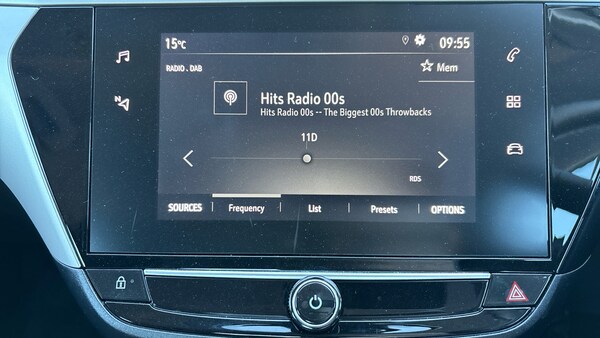 15°C
09:55
RADIO . DAB
Mem
Hits Radio 00s
Hits Radio 00s -- The Biggest 00s Throwbacks
11D
RDS
SOURCES | Frequency | List | Presets | OPTIONS
N